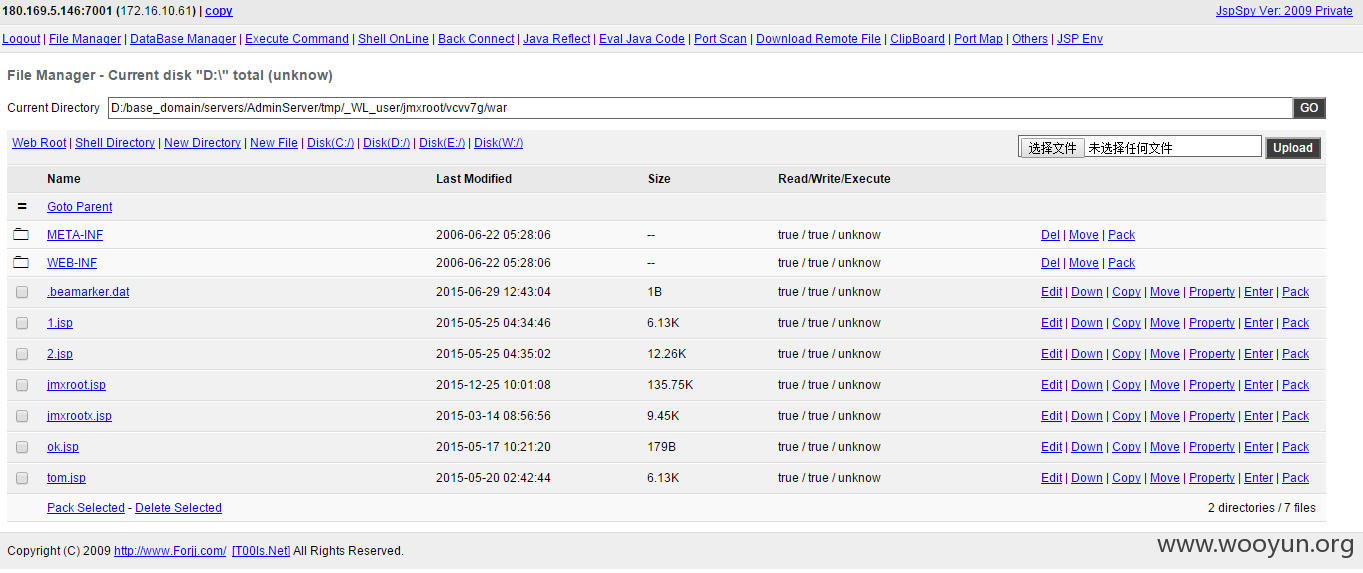 180.169.5.146:7001 (172.16.10.61) | copy JspSpy Ver: 2009 Private
Logout | File Manager | DataBase Manager | Execute Command | Shell OnLine | Back Connect | Java Reflect | Eval Java Code | Port Scan | Download Remote File | ClipBoard | Port Map | Others | JSP Env
File Manager - Current disk "D:\" total (unknow)
Current Directory D:/base_domain/servers/AdminServer/tmp/_WL_user/jmxroot/vcvv7g/war GO
Web Root | Shell Directory | New Directory | New File | Disk(C:/) | Disk(D:/) | Disk(E:/) | Disk(W:/) 选择文件 未选择任何文件 Upload
Name Last Modified Size Read/Write/Execute
= Goto Parent
META-INF 2006-06-22 05:28:06 -- true / true / unknow Del | Move | Pack
WEB-INF 2006-06-22 05:28:06 -- true / true / unknow Del | Move | Pack
.beamarker.dat 2015-06-29 12:43:04 1B true / true / unknow Edit | Down | Copy | Move | Property | Enter | Pack
1.jsp 2015-05-25 04:34:46 6.13K true / true / unknow Edit | Down | Copy | Move | Property | Enter | Pack
2.jsp 2015-05-25 04:35:02 12.26K true / true / unknow Edit | Down | Copy | Move | Property | Enter | Pack
jmxroot.jsp 2015-12-25 10:01:08 135.75K true / true / unknow Edit | Down | Copy | Move | Property | Enter | Pack
jmxrootx.jsp 2015-03-14 08:56:56 9.45K true / true / unknow Edit | Down | Copy | Move | Property | Enter | Pack
ok.jsp 2015-05-17 10:21:20 179B true / true / unknow Edit | Down | Copy | Move | Property | Enter | Pack
tom.jsp 2015-05-20 02:42:44 6.13K true / true / unknow Edit | Down | Copy | Move | Property | Enter | Pack
Pack Selected - Delete Selected 2 directories / 7 files
Copyright (C) 2009 http://www.Forjj.com/ [T00ls.Net] All Rights Reserved.
www.wooyun.org